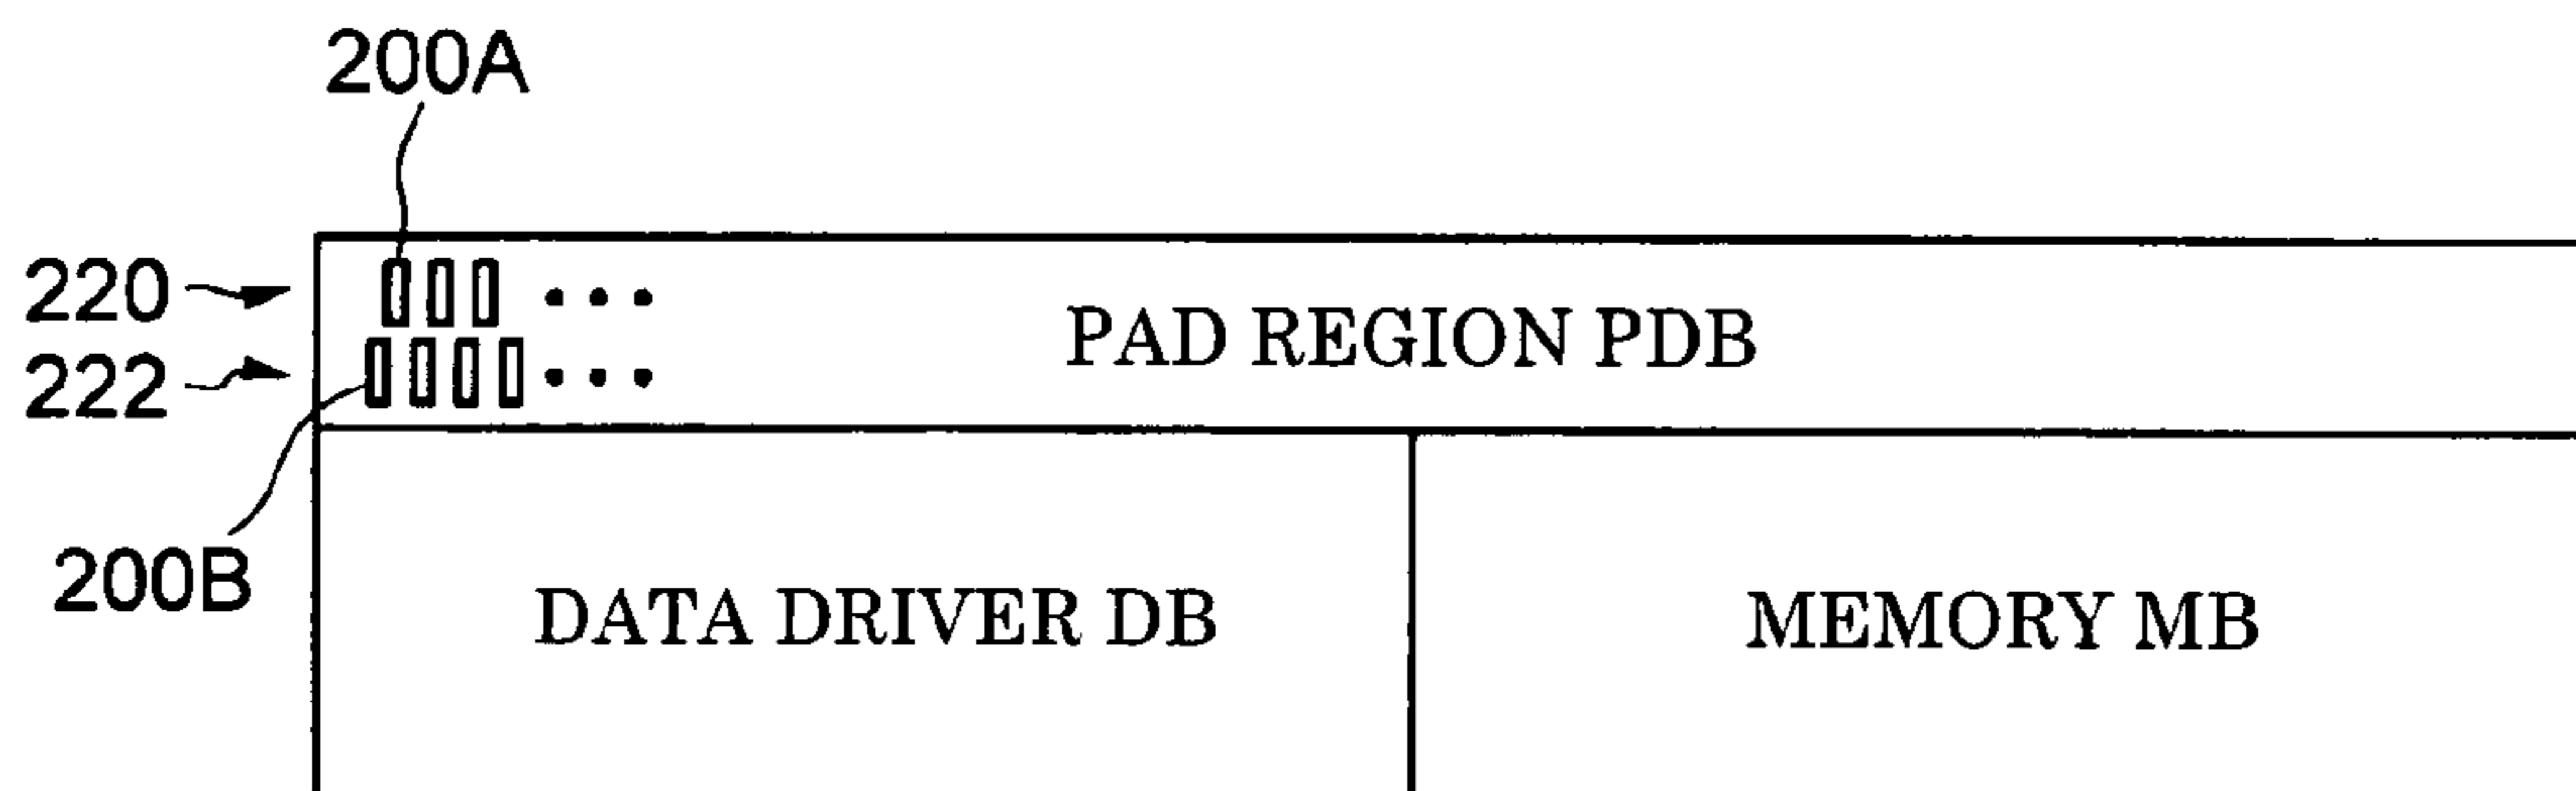 200A
220
PAD REGION PDB
222
200B
DATA DRIVER DB
MEMORY MB